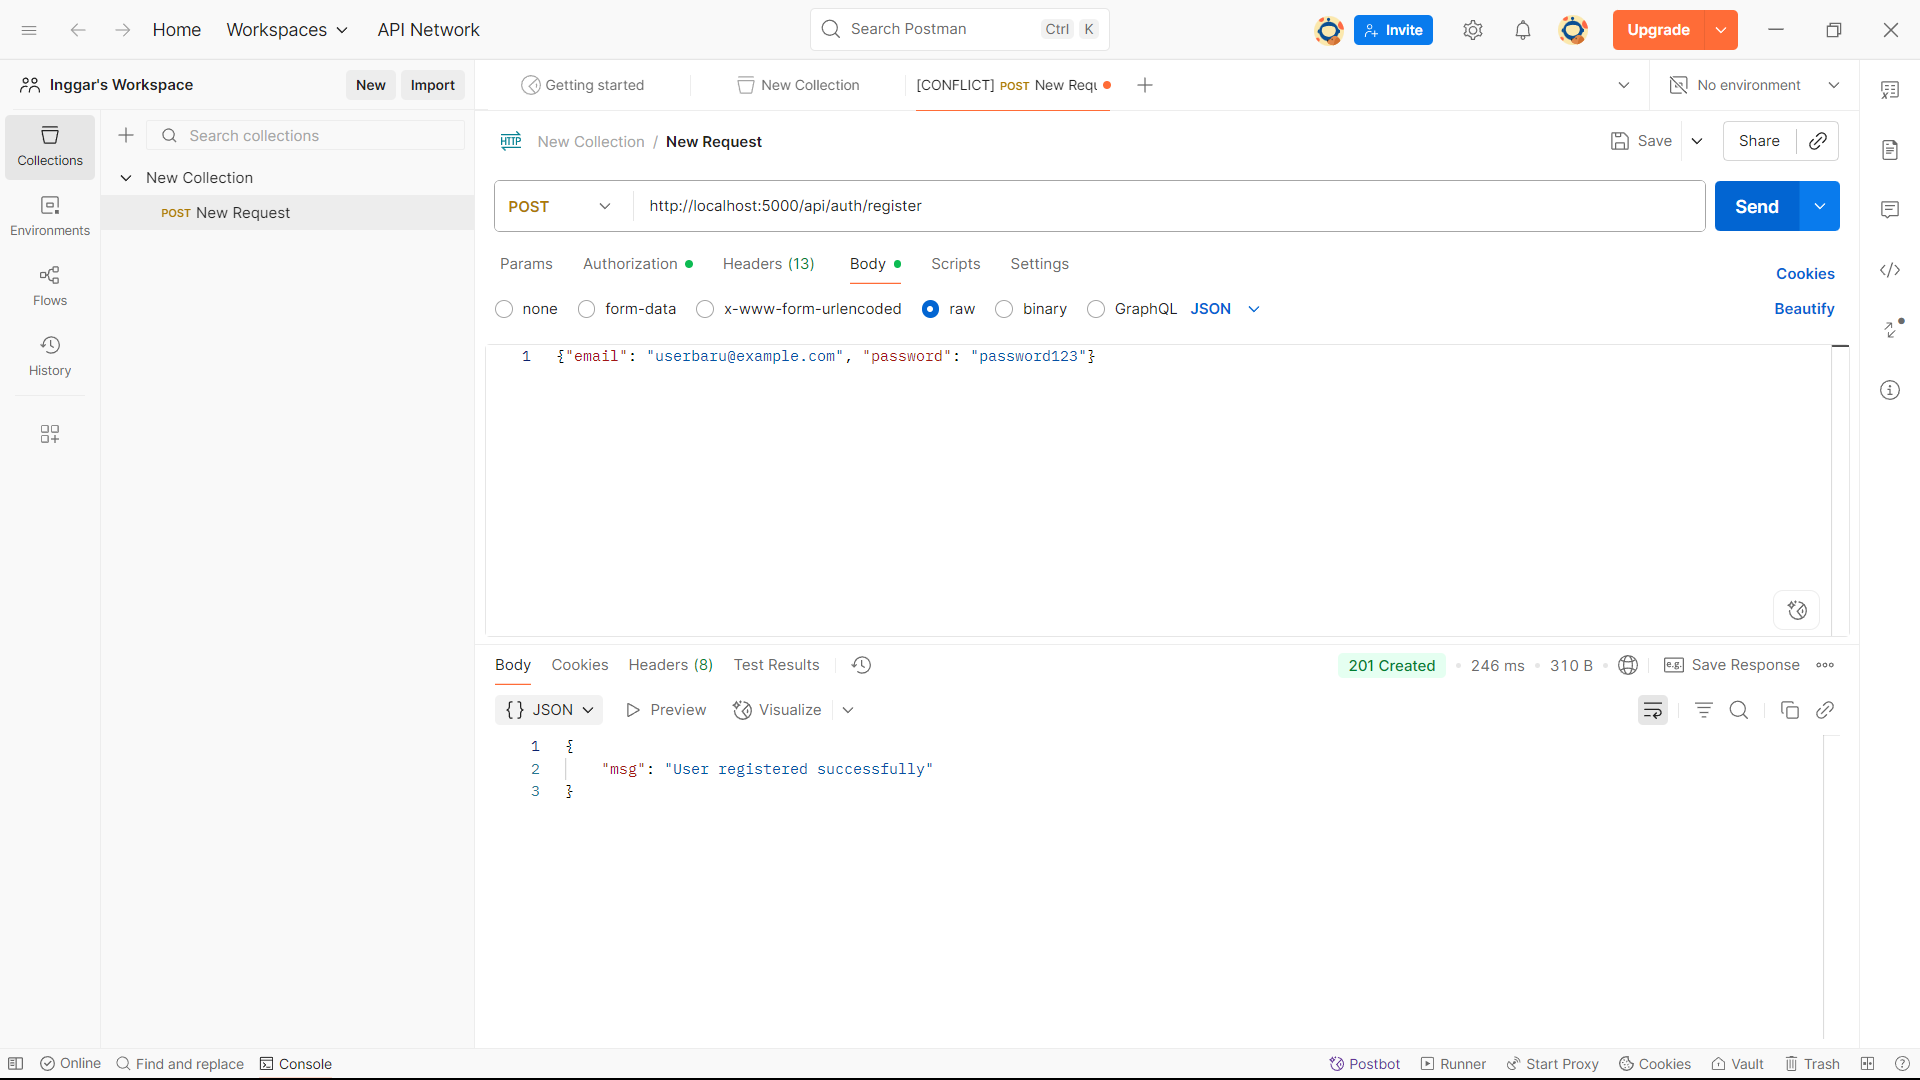 Home Workspaces API Network Search Postman Ctrl K Invite Upgrade
Inggar's Workspace New Import Getting started New Collection [CONFLICT] POST New Requ No environment
Search collections
Collections
New Collection
POST New Request
Environments
Flows
History
HTTP New Collection / New Request Save Share
POST http://localhost:5000/api/auth/register Send
Params Authorization Headers (13) Body Scripts Settings Cookies
none form-data x-www-form-urlencoded raw binary GraphQL JSON Beautify
1 {"email": "userbaru@example.com", "password": "password123"}
Body Cookies Headers (8) Test Results 201 Created 246 ms 310 B e.g. Save Response
{} JSON Preview Visualize
1 {
2 "msg": "User registered successfully"
3 }
Online Find and replace Console Postbot Runner Start Proxy Cookies Vault Trash